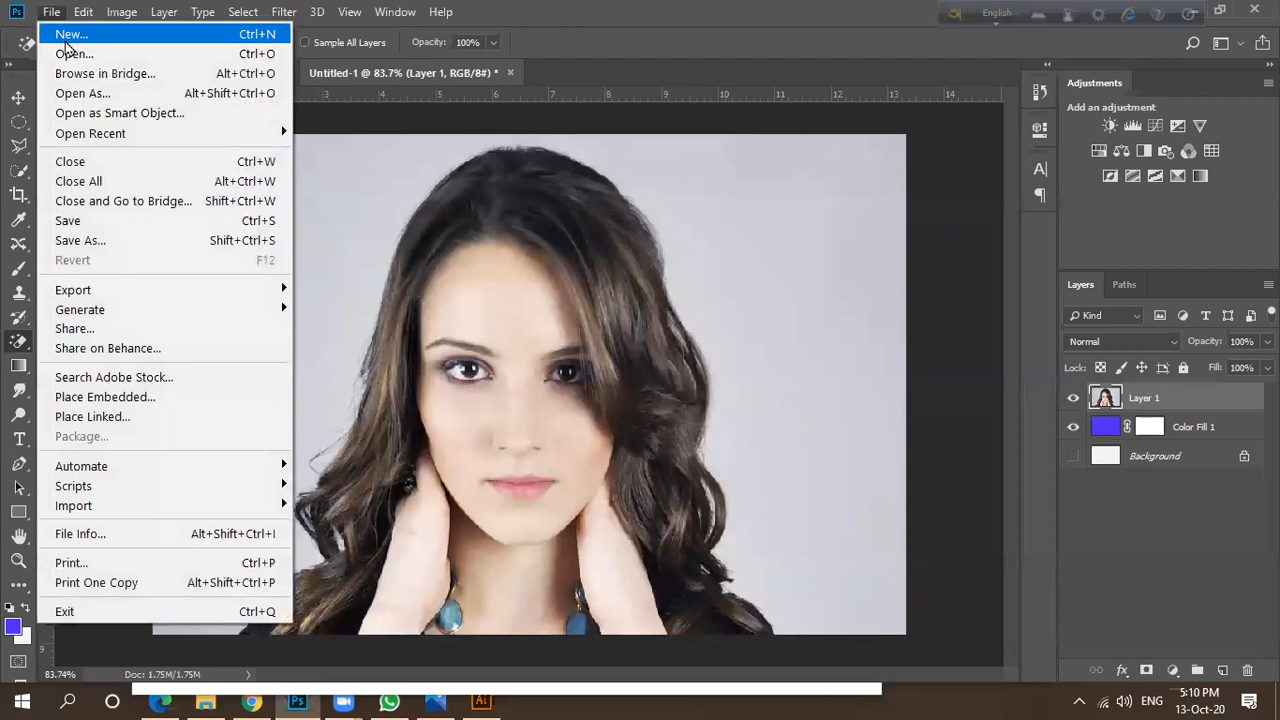 Ps File Edit Image Layer Type Select Filter 3D View Window Help
English
New... Ctrl+N
Open... Ctrl+O
Browse in Bridge... Alt+Ctrl+O
Open As... Alt+Shift+Ctrl+O
Open as Smart Object...
Open Recent
Close Ctrl+W
Close All Alt+Ctrl+W
Close and Go to Bridge... Shift+Ctrl+W
Save Ctrl+S
Save As... Shift+Ctrl+S
Revert F12
Export
Generate
Share...
Share on Behance...
Search Adobe Stock...
Place Embedded...
Place Linked...
Package...
Automate
Scripts
Import
File Info... Alt+Shift+Ctrl+I
Print... Ctrl+P
Print One Copy Alt+Shift+Ctrl+P
Exit Ctrl+Q
Sample All Layers Opacity: 100%
Untitled-1 @ 83.7% (Layer 1, RGB/8#) *
3 4 5 6 7 8 9 10 11 12 13 14
9
83.74% Doc: 1.75M/1.75M
Adjustments
Add an adjustment
Layers Paths
Kind
Normal Opacity: 100%
Lock: Fill: 100%
Layer 1
Color Fill 1
Background
Ps Ai
ENG
:10 PM
13-Oct-20